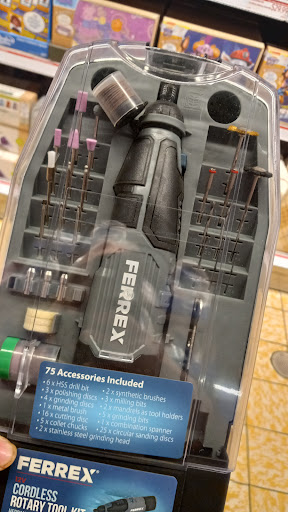 FERREX
75 Accessories Included
• 6 x HSS drill bit
• 3 x polishing discs
• 4 x grinding discs
• 1 x metal brush
• 16 x cutting disc
• 5 x collet chucks
• 2 x stainless steel grinding head
• 2 x synthetic brushes
• 3 x milling bits
• 2 x mandrels as tool holders
• 5 x grinding bits
• 1 x combination spanner
• 25 x circular sanding discs
FERREX
12V
CORDLESS
ROTARY TOOL KIT